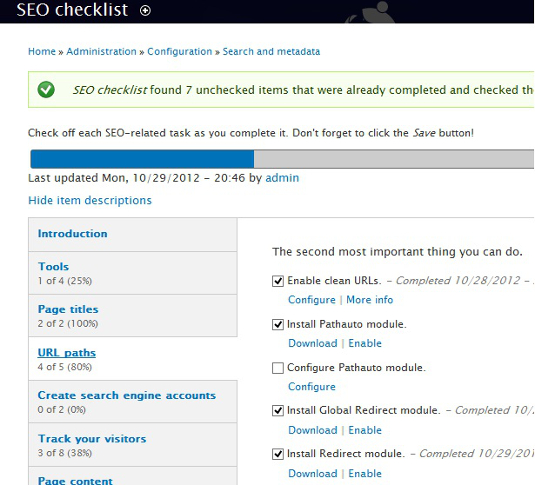 SEO checklist
Home » Administration » Configuration » Search and metadata
SEO checklist found 7 unchecked items that were already completed and checked the
Check off each SEO-related task as you complete it. Don't forget to click the Save button!
Last updated Mon, 10/29/2012 - 20:46 by admin
Hide item descriptions
Introduction
Tools
1 of 4 (25%)
Page titles
2 of 2 (100%)
URL paths
4 of 5 (80%)
Create search engine accounts
0 of 2 (0%)
Track your visitors
3 of 8 (38%)
Page content
The second most important thing you can do.
Enable clean URLs. - Completed 10/28/2012 -
Configure | More info
Install Pathauto module.
Download | Enable
Configure Pathauto module.
Configure
Install Global Redirect module. - Completed 10/
Download | Enable
Install Redirect module. - Completed 10/29/201
Download | Enable